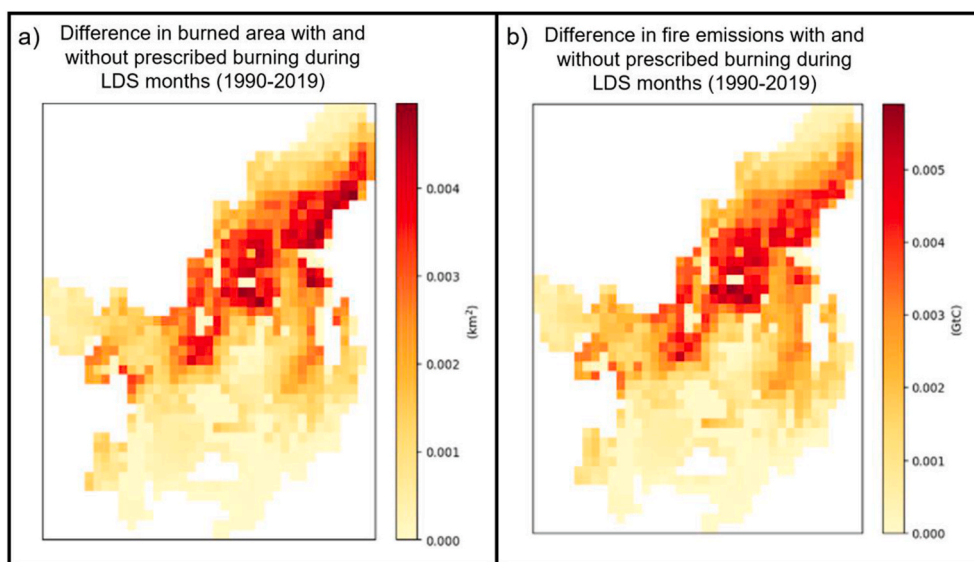 a)
Difference in burned area with and
without prescribed burning during
LDS months (1990-2019)
0.004
0.003
(km²)
0.002
0.001
0.000
b)
Difference in fire emissions with and
without prescribed burning during
LDS months (1990-2019)
0.005
0.004
0.003
(GtC)
0.002
0.001
0.000